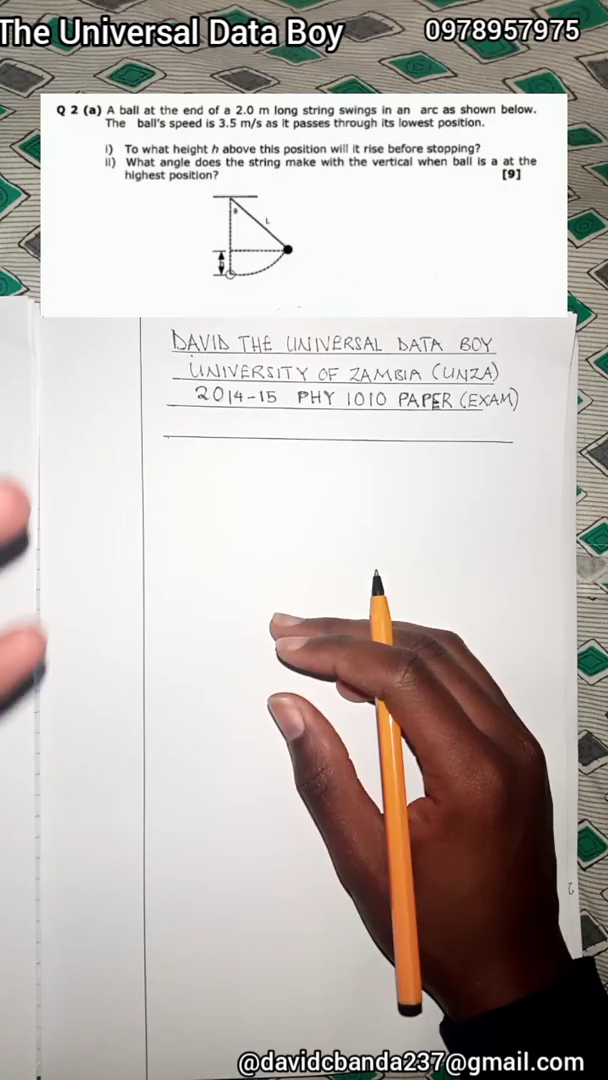 The Universal Data Boy
0978957975
Q 2 (a) A ball at the end of a 2.0 m long string swings in an arc as shown below.
The ball's speed is 3.5 m/s as it passes through its lowest position.
i) To what height h above this position will it rise before stopping?
ii) What angle does the string make with the vertical when ball is a at the
highest position? [9]
θ
L
h
DAVID THE UNIVERSAL DATA BOY
UNIVERSITY OF ZAMBIA (UNZA)
2014-15 PHY 1010 PAPER (EXAM)
@davidcbanda237@gmail.com